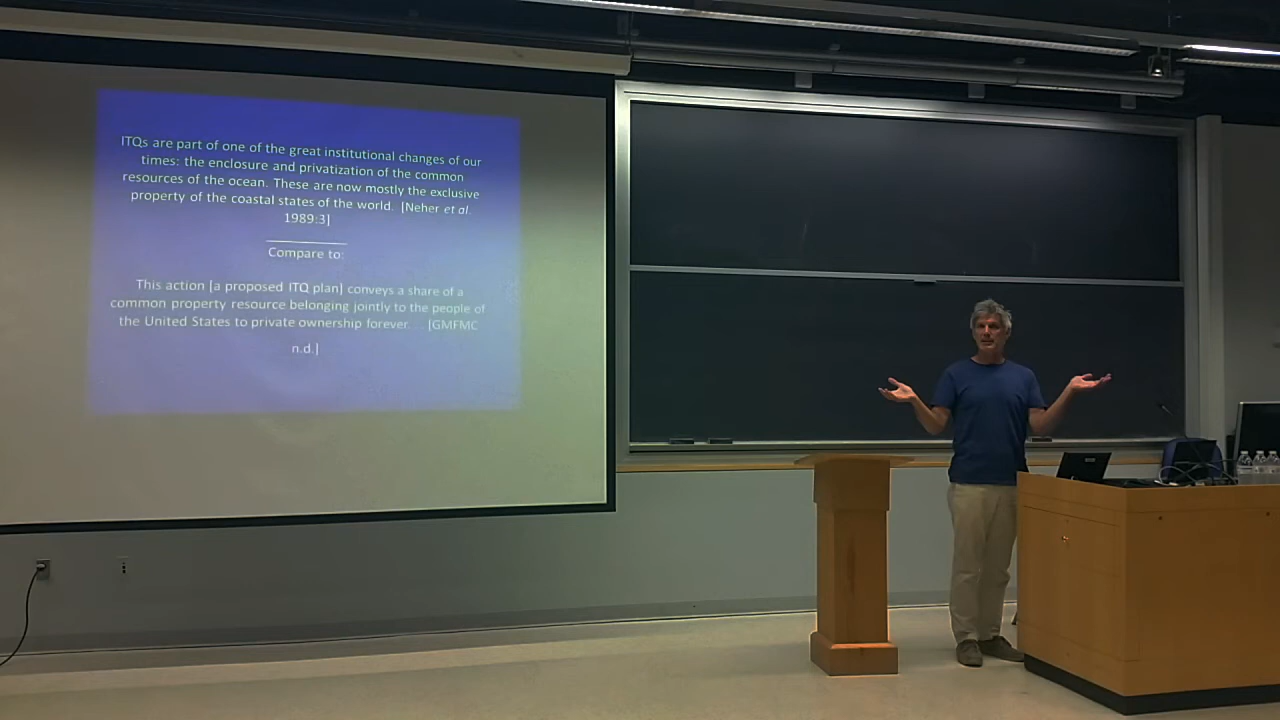 ITQs are part of one of the great institutional changes of our
times: the enclosure and privatization of the common
resources of the ocean. These are now mostly the exclusive
property of the coastal states of the world. [Neher et al.
1989:3]
Compare to:
This action [a proposed ITQ plan] conveys a share of a
common property resource belonging jointly to the people of
the United States to private ownership forever. ... [GMFMC
n.d.]